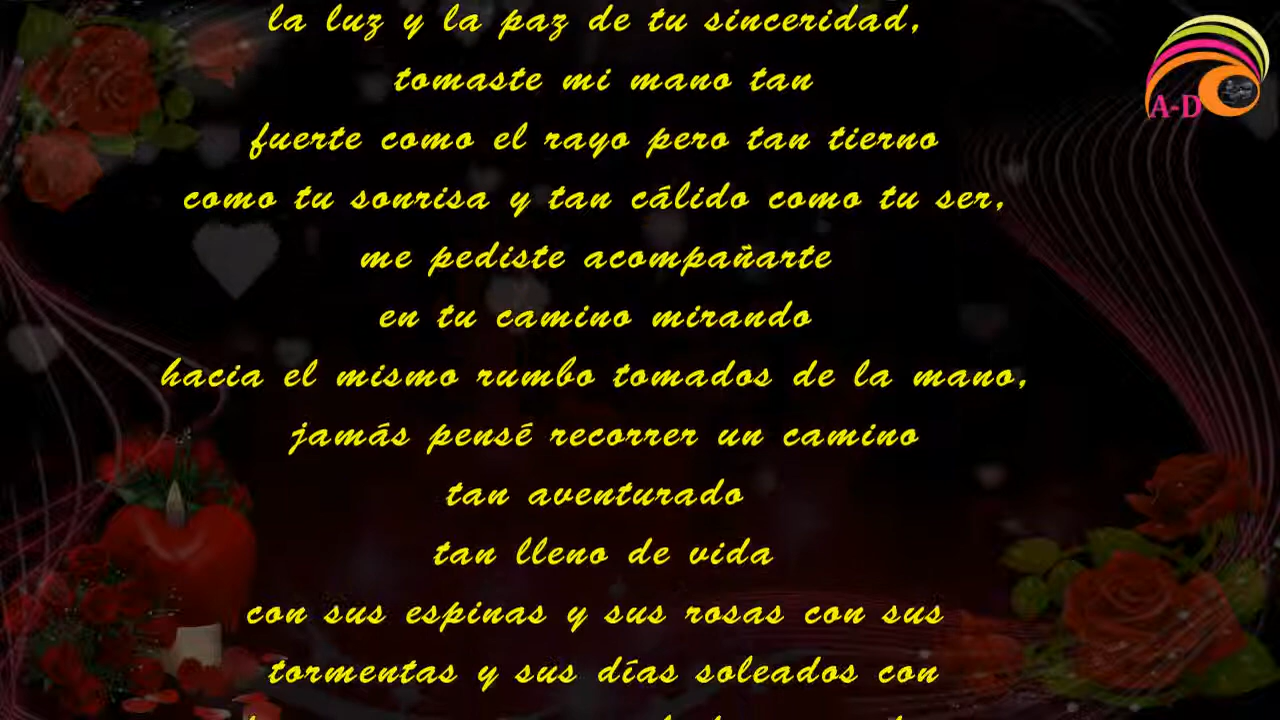 la luz y la paz de tu sinceridad,
A-D
tomaste mi mano tan
fuerte como el rayo pero tan tierno
como tu sonrisa y tan cálido como tu ser,
me pediste acompañarte
en tu camino mirando
hacia el mismo rumbo tomados de la mano,
jamás pensé recorrer un camino
tan aventurado
tan lleno de vida
con sus espinas y sus rosas con sus
tormentas y sus días soleados con